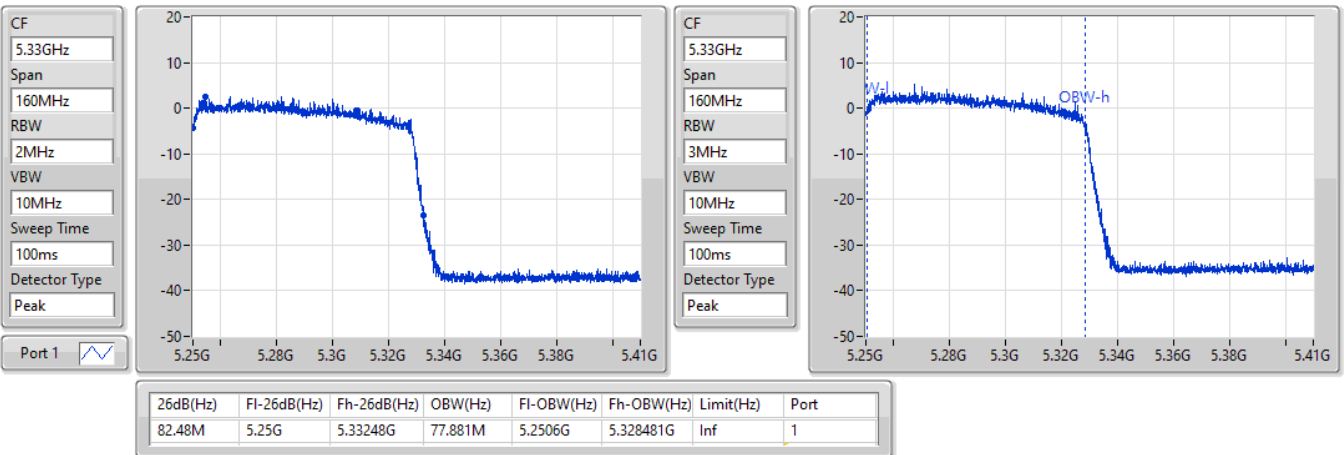 CF
5.33GHz
Span
160MHz
RBW
2MHz
VBW
10MHz
Sweep Time
100ms
Detector Type
Peak
Port 1
20
10
0
-10
-20
-30
-40
-50
5.25G 5.28G 5.3G 5.32G 5.34G 5.36G 5.38G 5.41G
CF
5.33GHz
Span
160MHz
RBW
3MHz
VBW
10MHz
Sweep Time
100ms
Detector Type
Peak
20
10
0
-10
-20
-30
-40
-50
W-l
OBW-h
5.25G 5.28G 5.3G 5.32G 5.34G 5.36G 5.38G 5.41G
26dB(Hz) Fl-26dB(Hz) Fh-26dB(Hz) OBW(Hz) Fl-OBW(Hz) Fh-OBW(Hz) Limit(Hz) Port
82.48M 5.25G 5.33248G 77.881M 5.2506G 5.328481G Inf 1